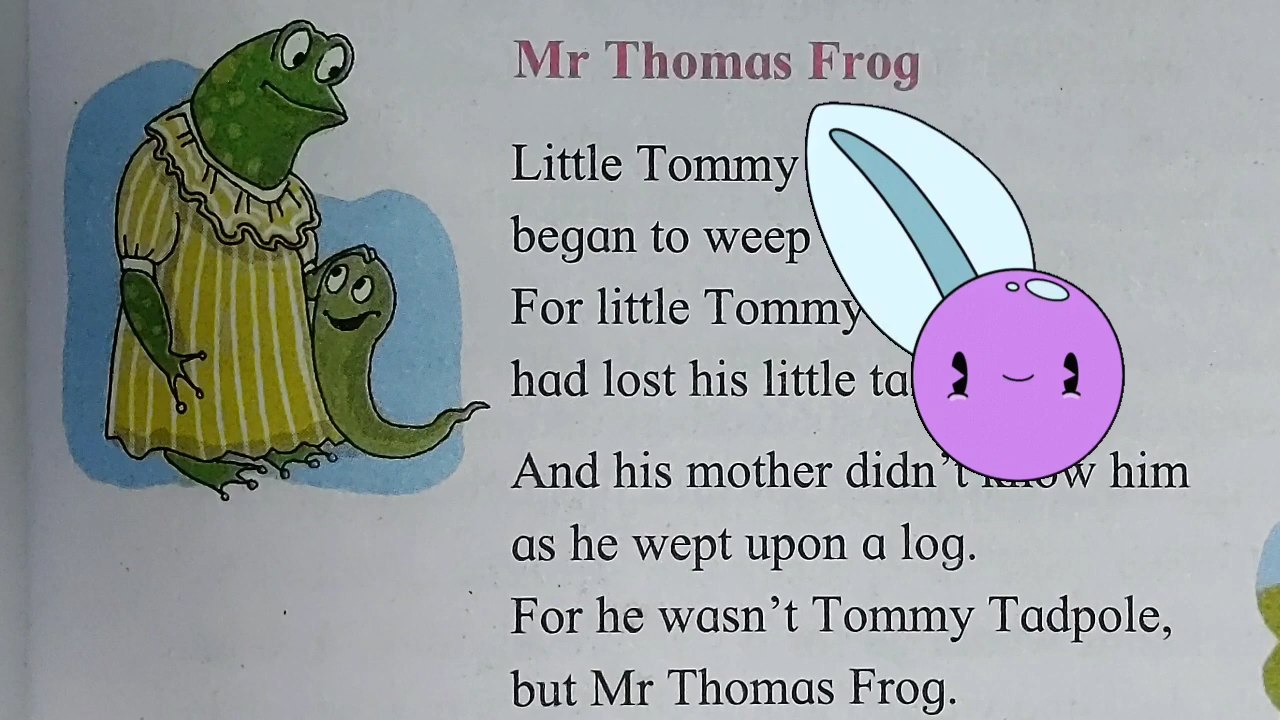 Mr Thomas Frog
Little Tommy
began to weep
For little Tommy
had lost his little
And his mother didn't know him
as he wept upon a log.
For he wasn't Tommy Tadpole,
but Mr Thomas Frog.